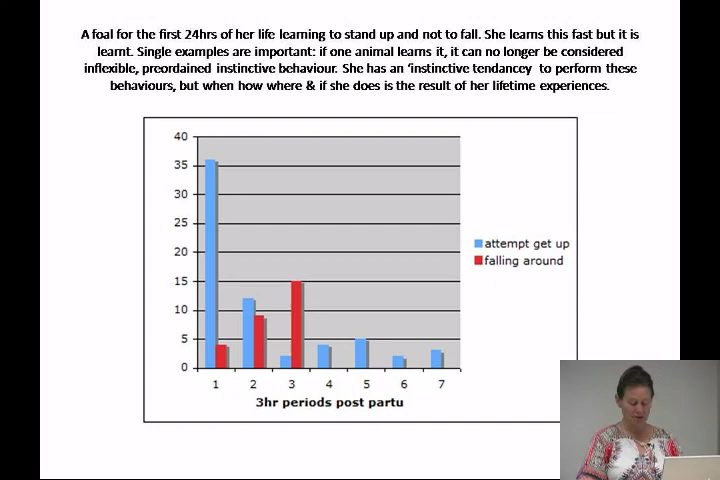 A foal for the first 24hrs of her life learning to stand up and not to fall. She learns this fast but it is
learnt. Single examples are important: if one animal learns it, it can no longer be considered
inflexible, preordained instinctive behaviour. She has an ‘instinctive tendancey  to perform these
behaviours, but when how where & if she does is the result of her lifetime experiences.
40
35
30
25
20
15
10
5
0
attempt get up
falling around
1 2 3 4 5 6 7
3hr periods post partu